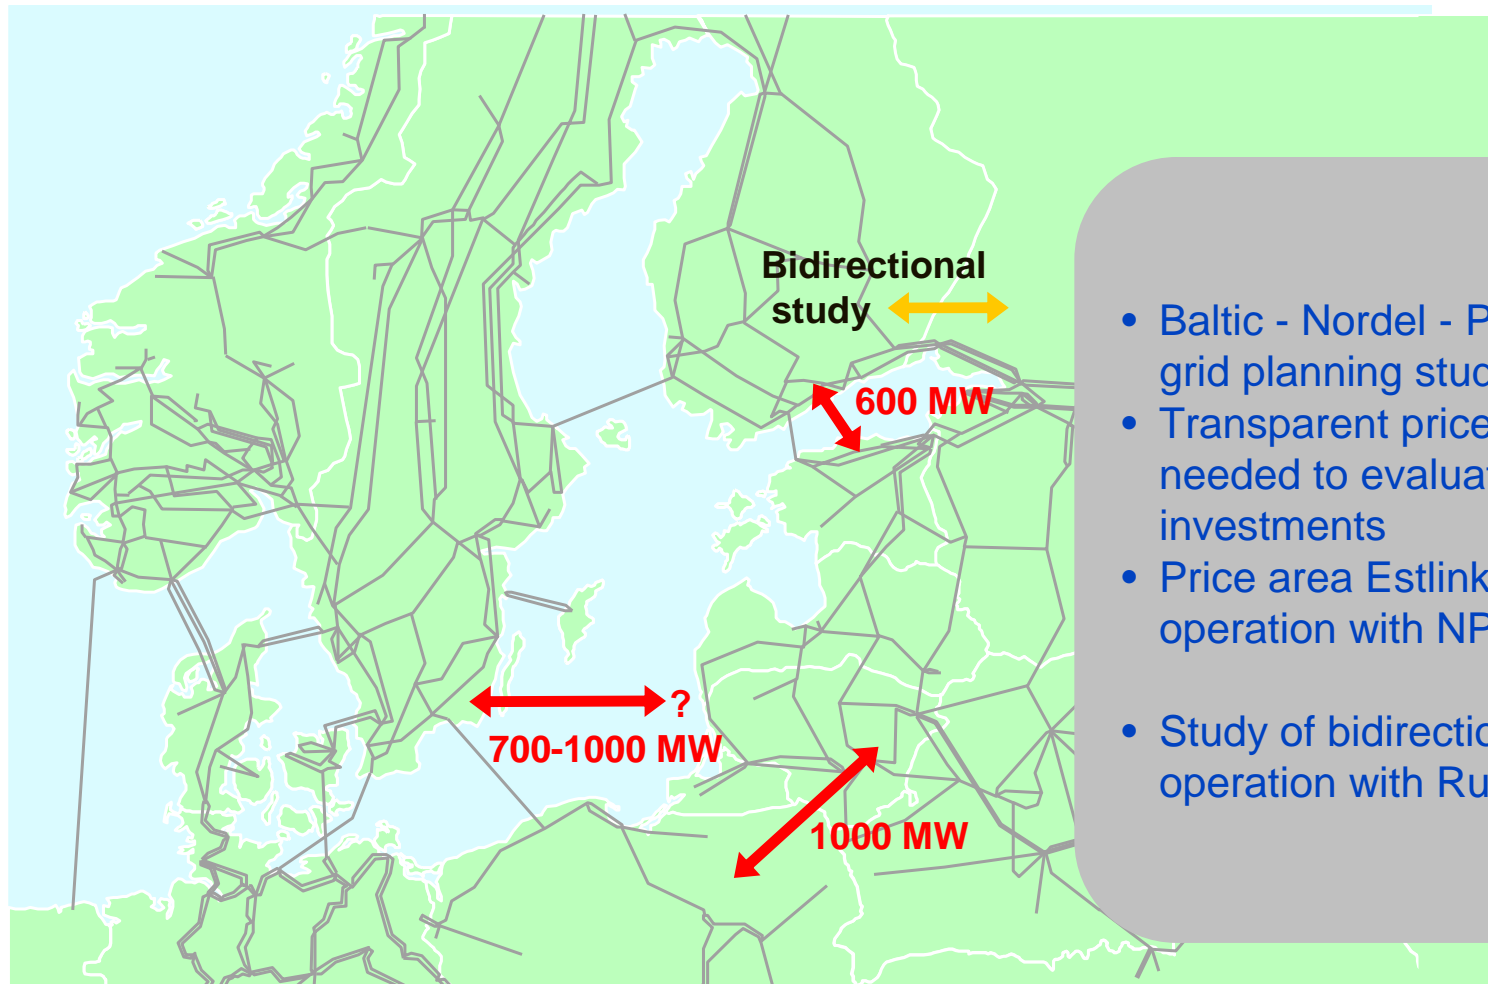 Bidirectional
study
600 MW
?
700-1000 MW
1000 MW
• Baltic - Nordel - P
grid planning stud
• Transparent price
needed to evaluat
investments
• Price area Estlink
operation with NP
• Study of bidirectio
operation with Ru